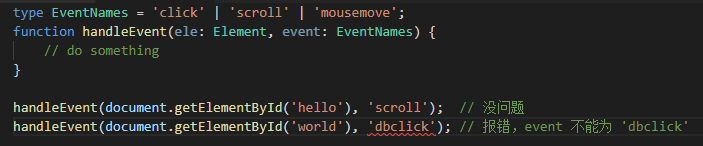 type EventNames = 'click' | 'scroll' | 'mousemove';
function handleEvent(ele: Element, event: EventNames) {
    // do something
}

handleEvent(document.getElementById('hello'), 'scroll');  // 没问题
handleEvent(document.getElementById('world'), 'dbclick'); // 报错，event 不能为 'dbclick'